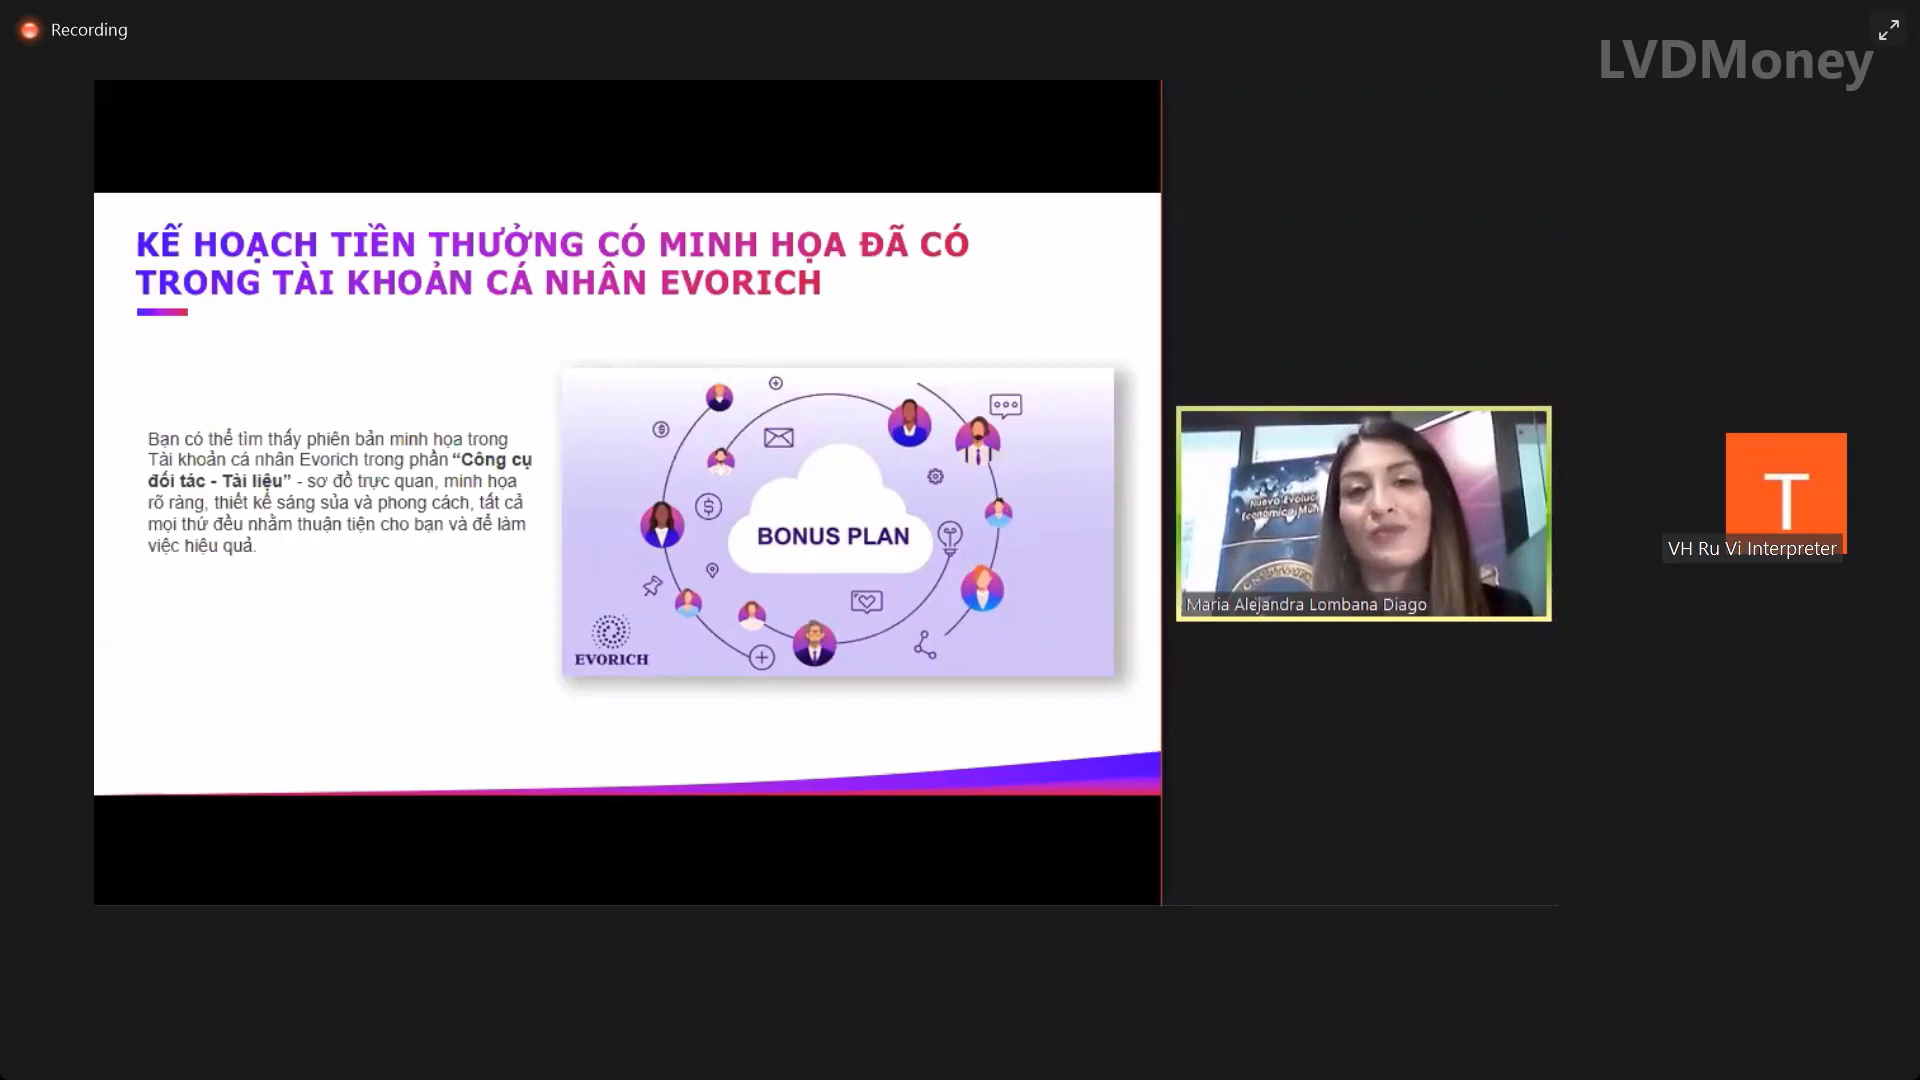 Recording
LVDMoney
KẾ HOẠCH TIỀN THƯỞNG CÓ MINH HỌA ĐÃ CÓ
TRONG TÀI KHOẢN CÁ NHÂN EVORICH
Bạn có thể tìm thấy phiên bản minh họa trong
Tài khoản cá nhân Evorich trong phần “Công cụ
đối tác - Tài liệu” - sơ đồ trực quan, minh họa
rõ ràng, thiết kế sáng sủa và phong cách, tất cả
mọi thứ đều nhằm thuận tiện cho bạn và để làm
việc hiệu quả.
BONUS PLAN
EVORICH
Maria Alejandra Lombana Diago
T
VH Ru Vi Interpreter